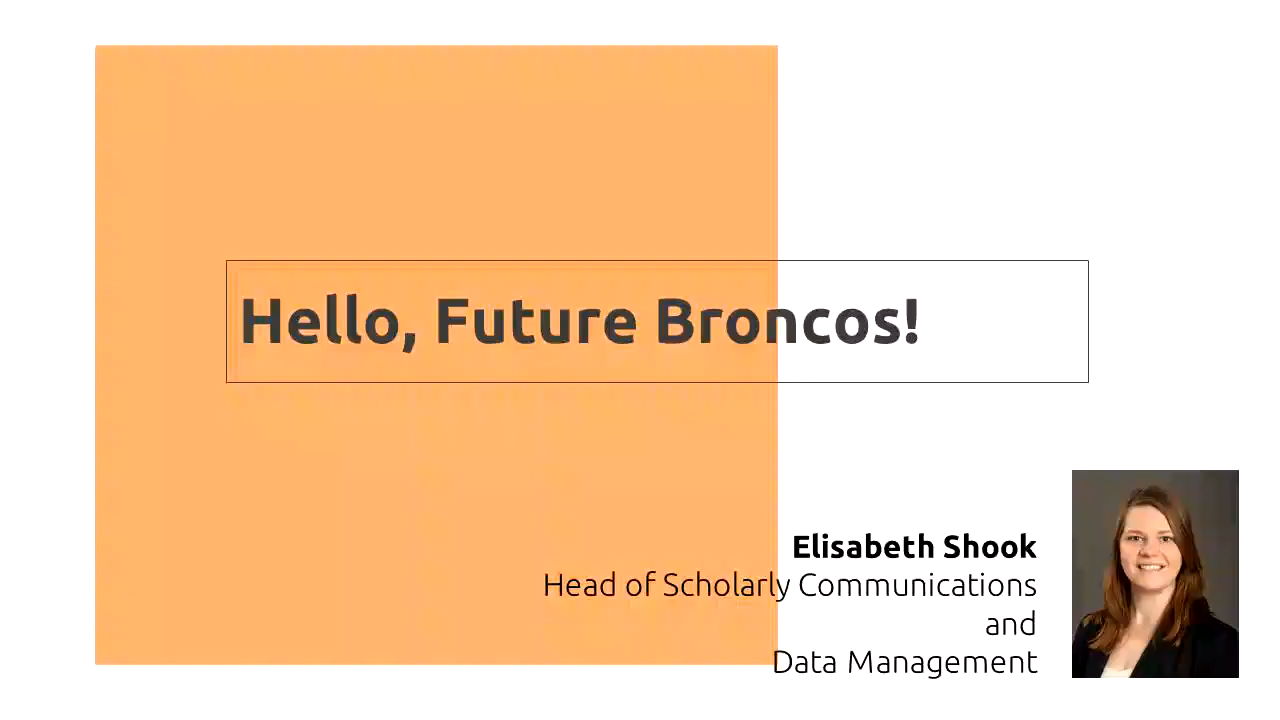 Hello, Future Broncos!
Elisabeth Shook
Head of Scholarly Communications
and
Data Management